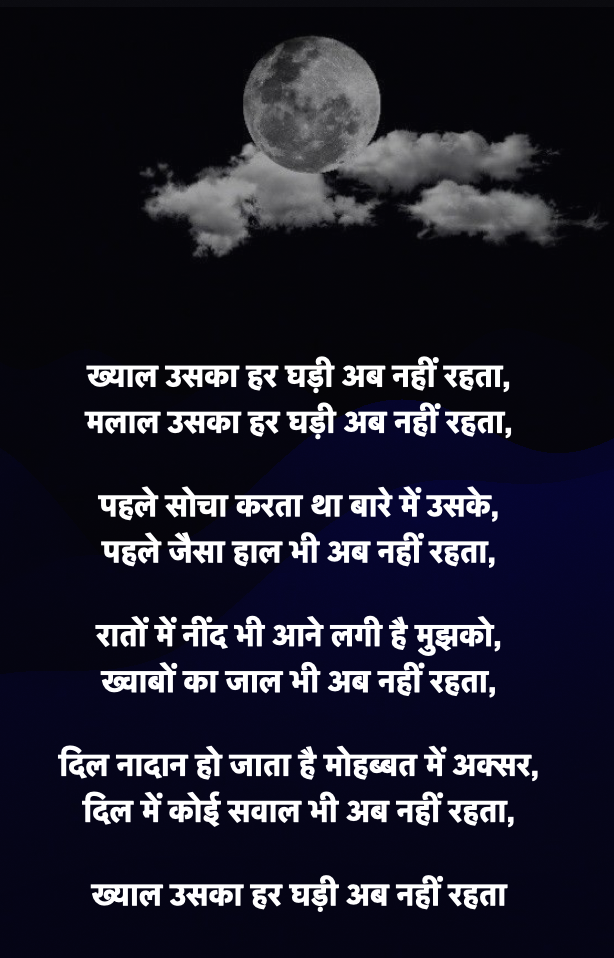 ख्याल उसका हर घड़ी अब नहीं रहता,
मलाल उसका हर घड़ी अब नहीं रहता,
पहले सोचा करता था बारे में उसके,
पहले जैसा हाल भी अब नहीं रहता,
रातों में नींद भी आने लगी है मुझको,
ख्वाबों का जाल भी अब नहीं रहता,
दिल नादान हो जाता है मोहब्बत में अक्सर,
दिल में कोई सवाल भी अब नहीं रहता,
ख्याल उसका हर घड़ी अब नहीं रहता